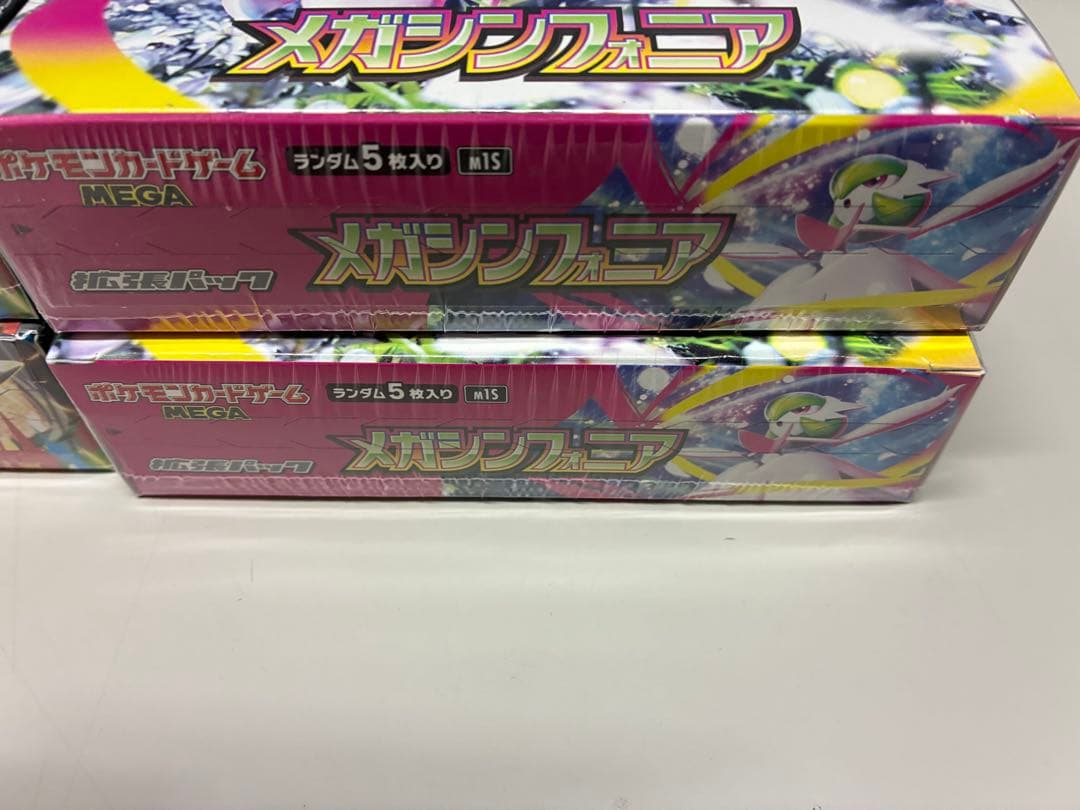 メガシンフォニア
ポケモンカードゲーム
MEGA
ランダム5枚入り M1S
メガシンフォニア
拡張パック
ポケモンカードゲーム
MEGA
ランダム5枚入り M1S
メガシンフォニア
拡張パック